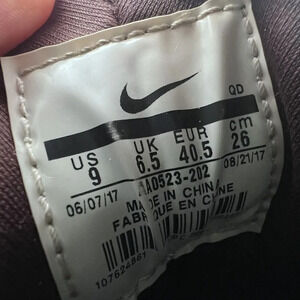 QD
US UK EUR cm
9 6.5 40.5 26
06/07/17 AA0523-202 08/21/17
MADE IN CHINA
FABRIQUE EN CHINE